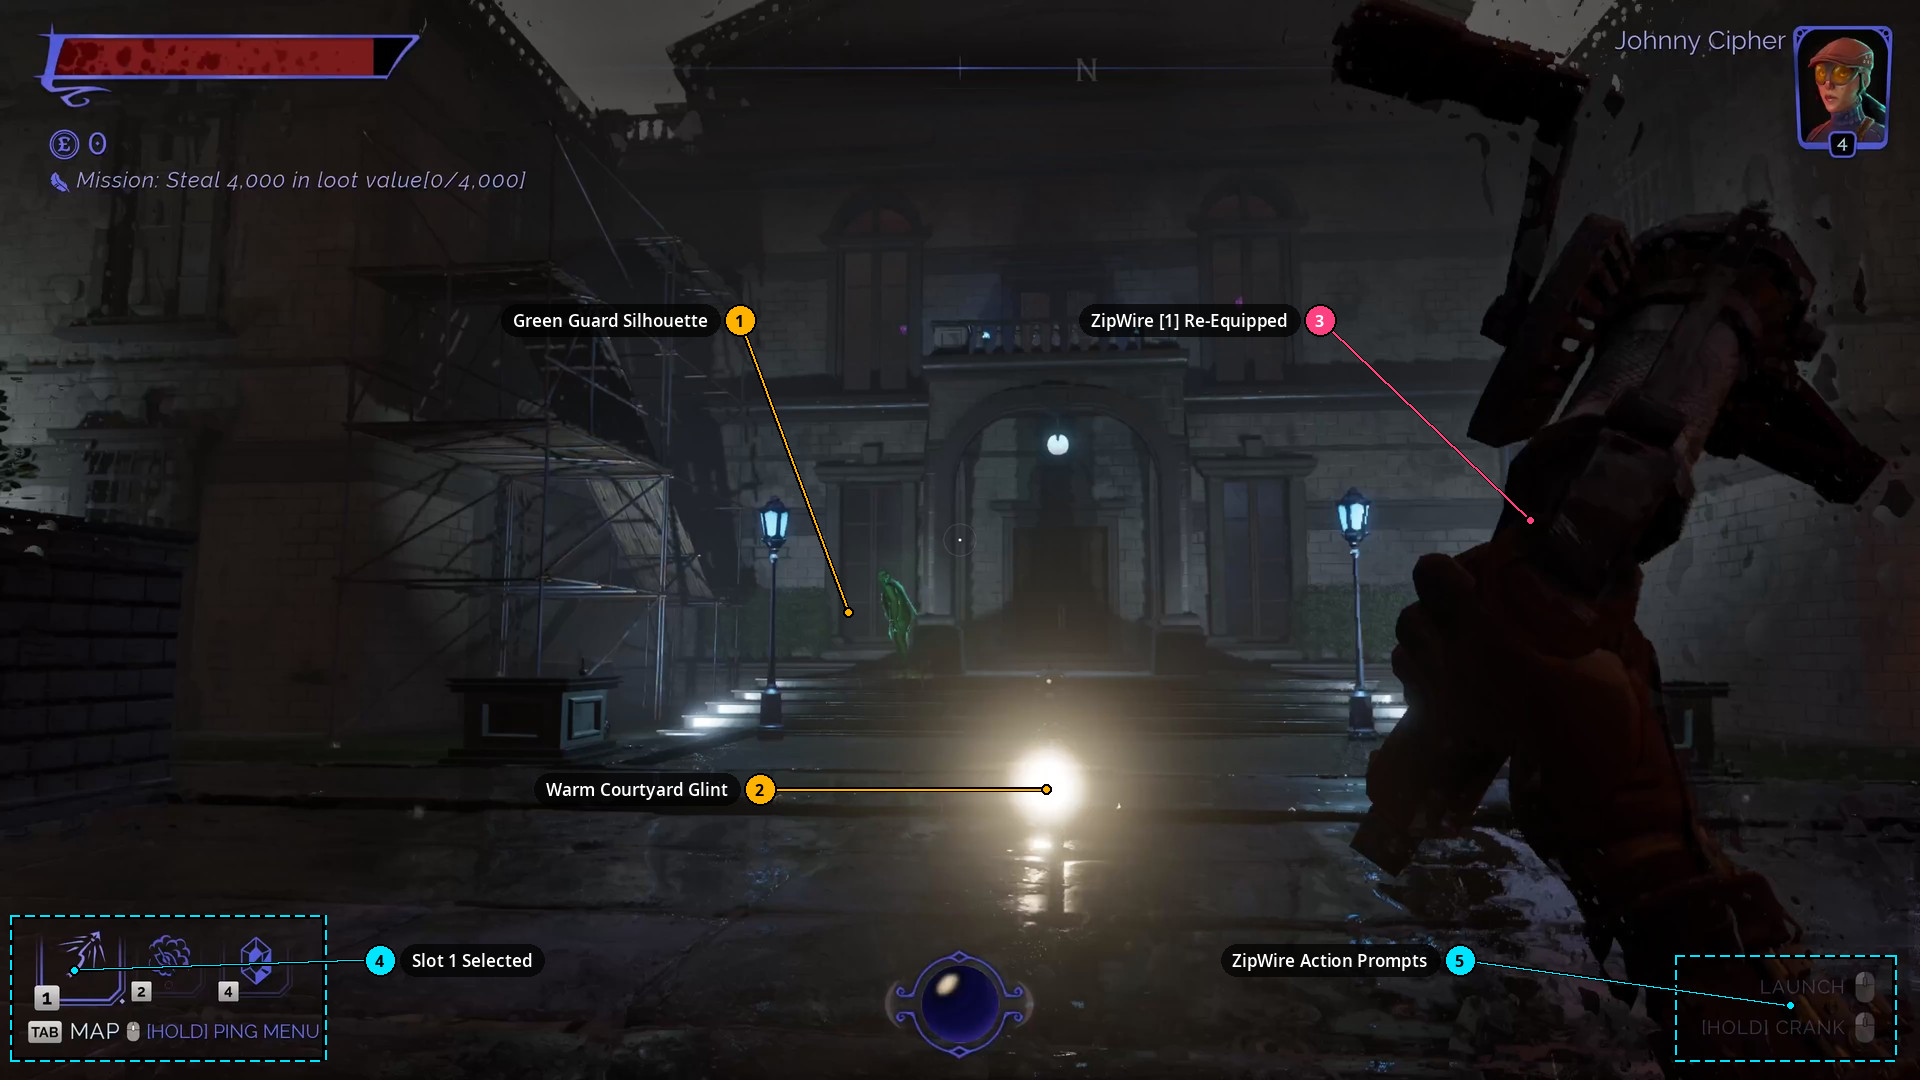 Johnny Cipher
N
4
£ 0
Mission: Steal 4,000 in loot value[0/4,000]
Green Guard Silhouette 1
ZipWire [1] Re-Equipped 3
Warm Courtyard Glint 2
4 Slot 1 Selected
ZipWire Action Prompts 5
1 2 4
TAB MAP [HOLD] PING MENU
LAUNCH
[HOLD] CRANK